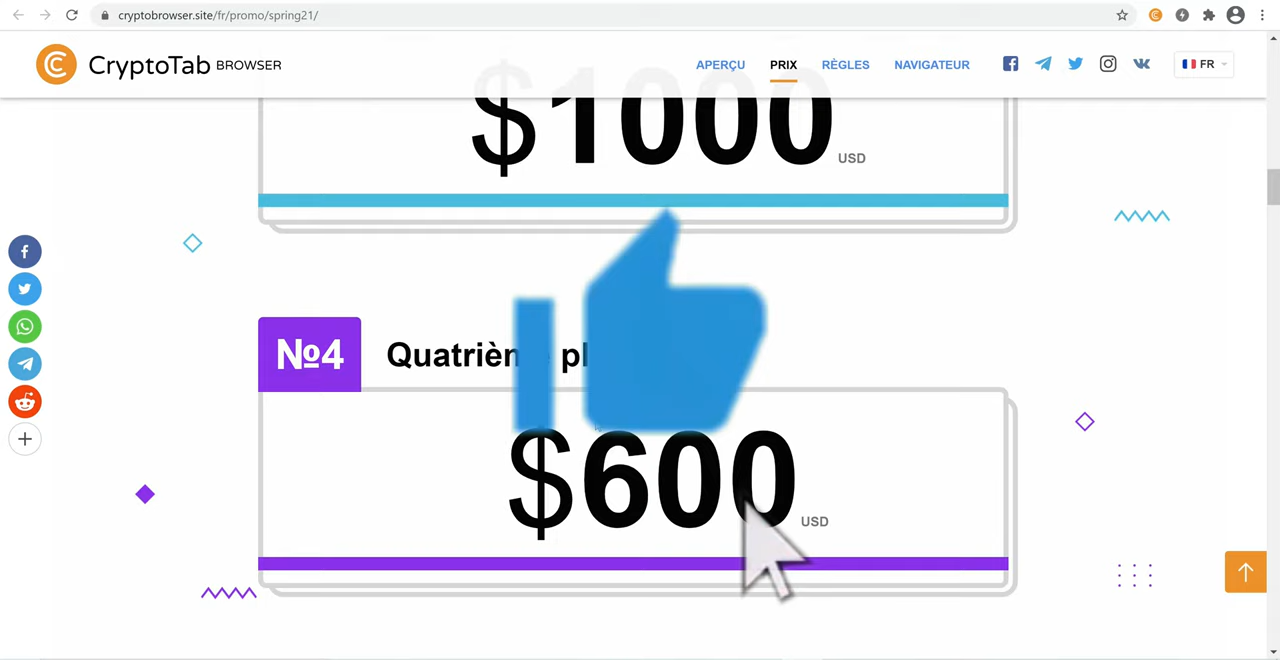 cryptobrowser.site/fr/promo/spring21/
CryptoTab BROWSER
APERÇU PRIX RÈGLES NAVIGATEUR FR
$1000 USD
№4
$600 USD